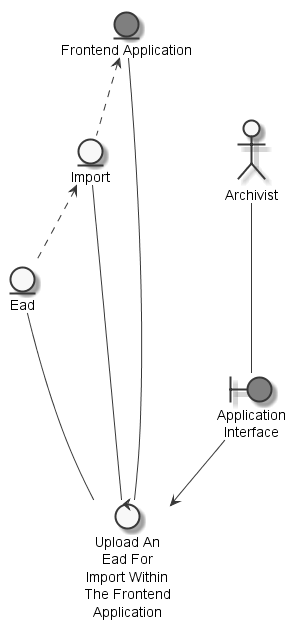 Frontend Application
Import
Archivist
Ead
Application
Interface
Upload An
Ead For
Import Within
The Frontend
Application